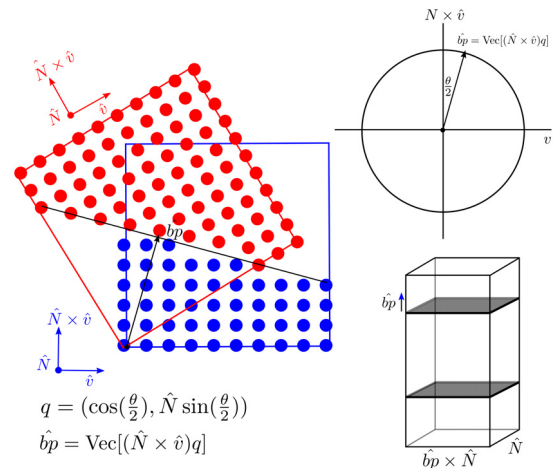 N × v̂
b̂p = Vec[(N̂ × v̂)q]
θ/2
v
N̂ × v̂
N̂
v̂
bp
N̂ × v̂
N̂
v̂
b̂p
q = (cos(θ/2), N̂ sin(θ/2))
b̂p = Vec[(N̂ × v̂)q]
b̂p × N̂
N̂